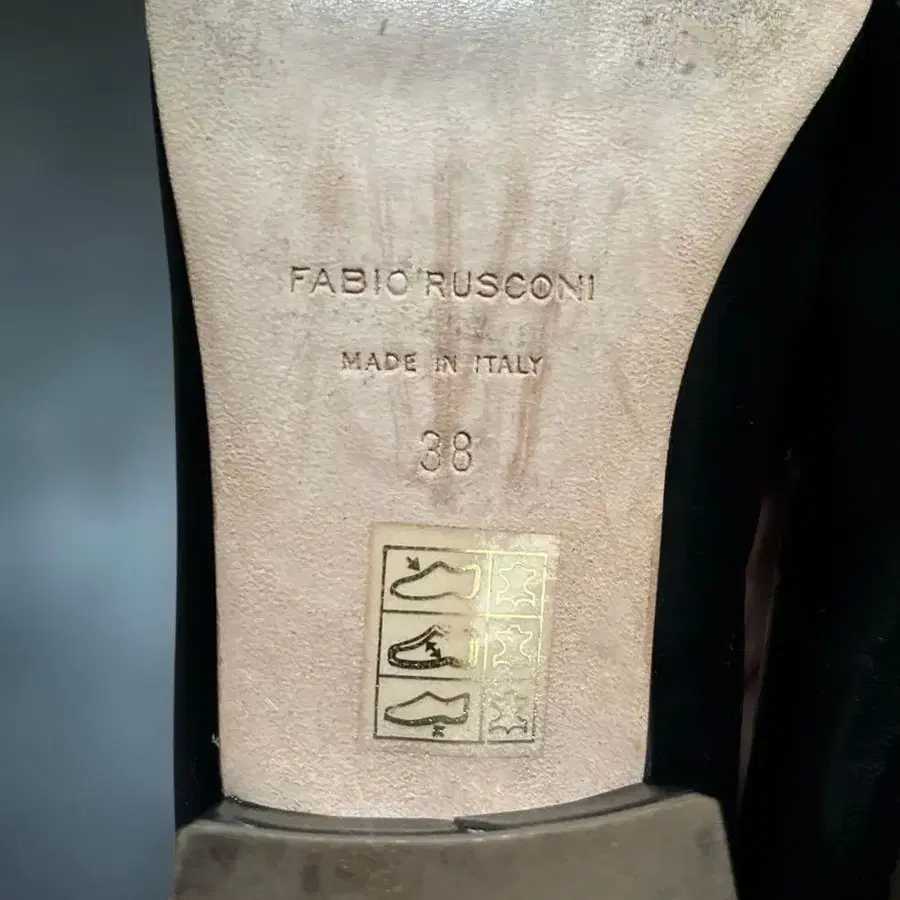 FABIO RUSCONI
MADE IN ITALY
38